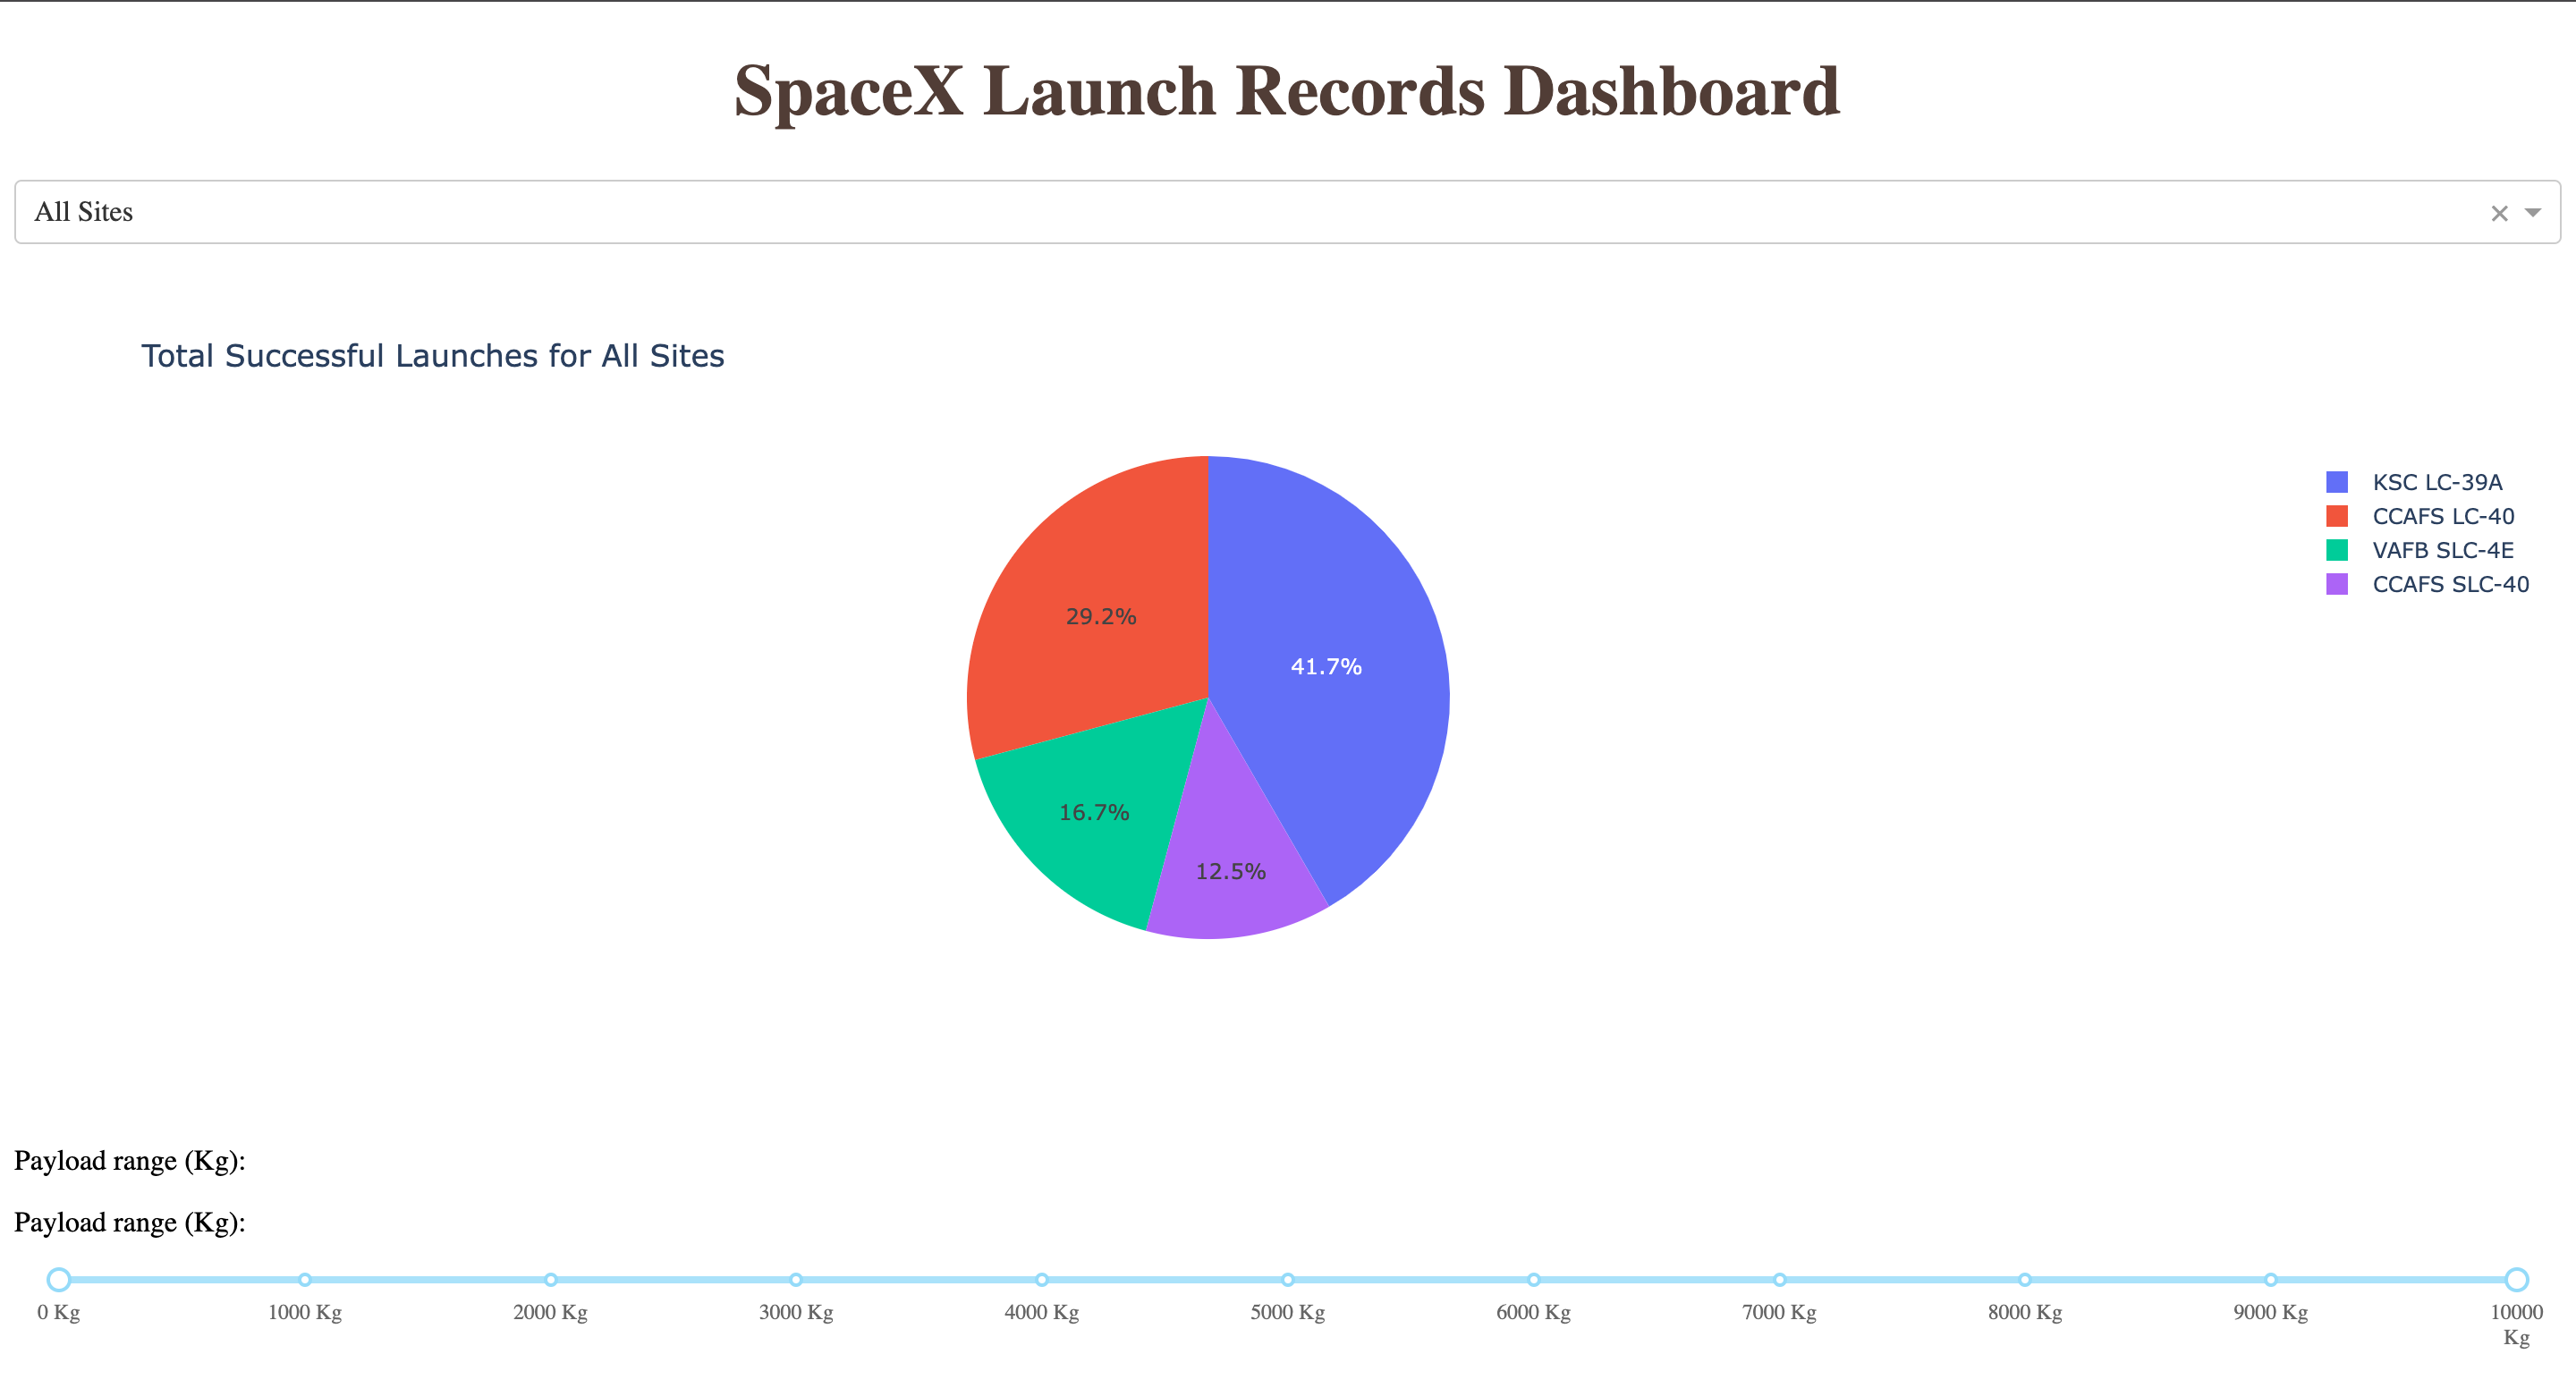 SpaceX Launch Records Dashboard
All Sites
Total Successful Launches for All Sites
KSC LC-39A
CCAFS LC-40
VAFB SLC-4E
CCAFS SLC-40
29.2%
41.7%
16.7%
12.5%
Payload range (Kg):
Payload range (Kg):
0 Kg 1000 Kg 2000 Kg 3000 Kg 4000 Kg 5000 Kg 6000 Kg 7000 Kg 8000 Kg 9000 Kg 10000
Kg